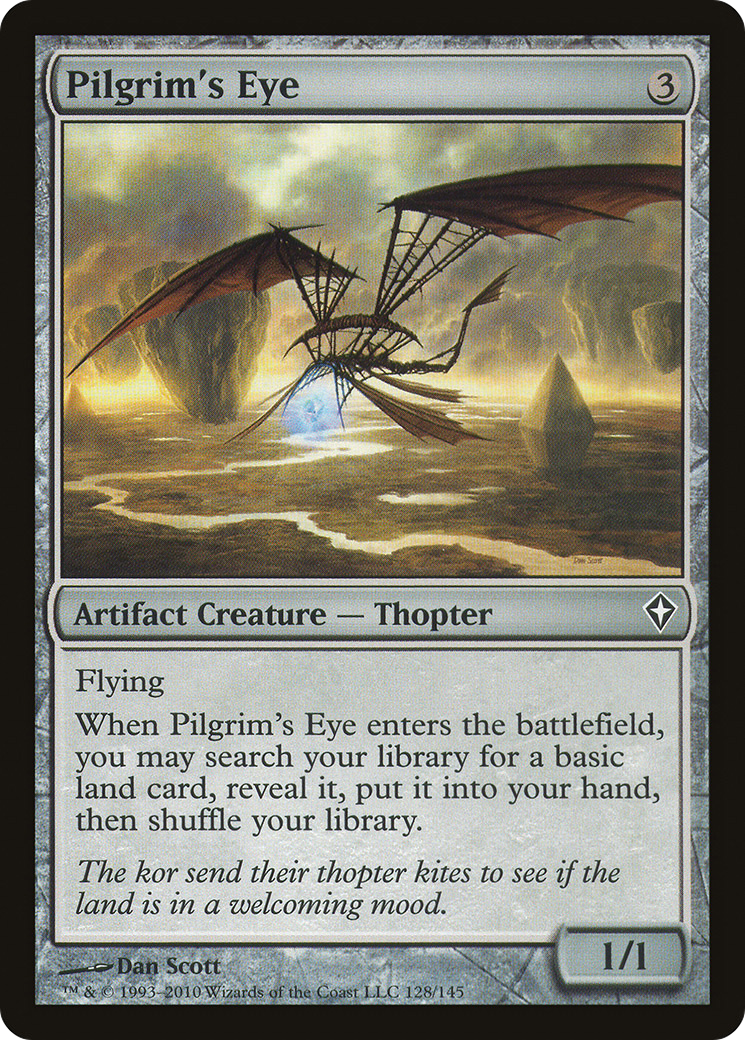 Pilgrim's Eye 3
Dan Scott
Artifact Creature — Thopter
Flying
When Pilgrim's Eye enters the battlefield,
you may search your library for a basic
land card, reveal it, put it into your hand,
then shuffle your library.
The kor send their thopter kites to see if the
land is in a welcoming mood.
1/1
Dan Scott
™ & © 1993–2010 Wizards of the Coast LLC 128/145